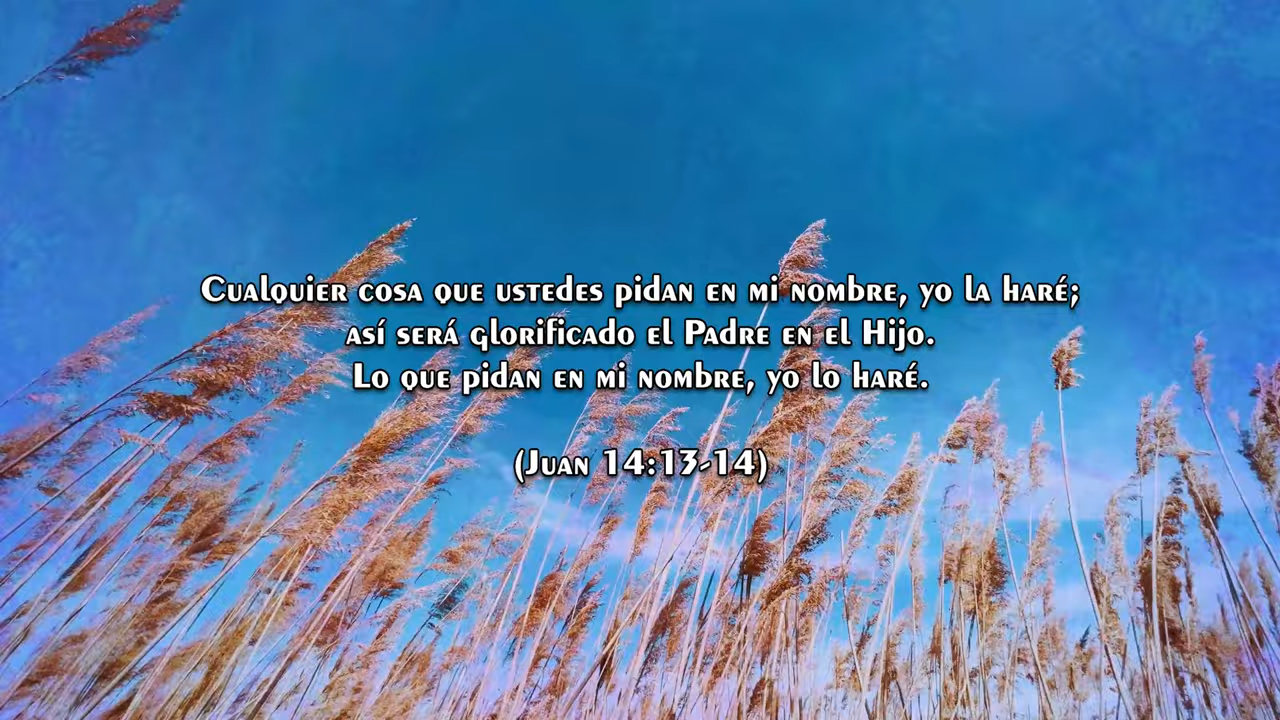 Cualquier cosa que ustedes pidan en mi nombre, yo la haré;
así será glorificado el Padre en el Hijo.
Lo que pidan en mi nombre, yo lo haré.
(Juan 14:13-14)